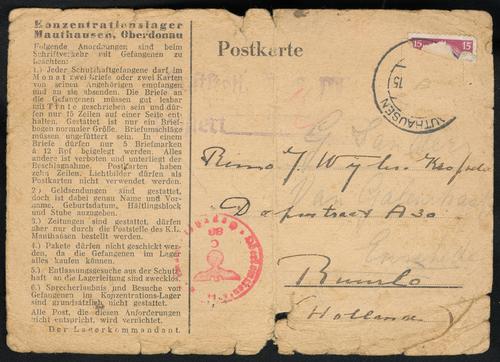 Konzentrationslager
Mauthausen, Oberdonau
Folgende Anordnungen sind beim
Schriftverkehr mit Gefangenen zu
beachten:
1.) Jeder Schutzhaftgefangene darf im
Monat zwei Briefe oder zwei Karten
von seinen Angehörigen empfangen
und an sie absenden. Die Briefe an
die Gefangenen müssen gut lesbar
mit Tinte geschrieben sein und dür-
fen nur 15 Zeilen auf einer Seite ent-
halten. Gestattet ist nur ein Brief-
bogen normaler Größe. Briefumschläge
müssen ungefüttert sein. In einem
Briefe dürfen nur 5 Briefmarken
à 12 Rpf beigelegt werden. Alles
andere ist verboten und unterliegt der
Beschlagnahme. Postkarten haben
zehn Zeilen. Lichtbilder dürfen als
Postkarten nicht verwendet werden.
2.) Geldsendungen sind gestattet,
doch ist dabei genau Name und Vor-
name, Geburtsdatum, Häftlingsblock
und Stube anzugeben.
3.) Zeitungen sind gestattet, dürfen
aber nur durch die Poststelle des K.L.
Mauthausen bestellt werden.
4.) Pakete dürfen nicht geschickt wer-
den, da die Gefangenen im Lager
alles kaufen können.
5.) Entlassungsgesuche aus der Schutz-
haft an die Lagerleitung sind zwecklos.
6.) Sprecherlaubnis und Besuche von
Gefangenen im Konzentrations-Lager
sind grundsätzlich nicht gestattet.
Alle Post, die diesen Anforderungen
nicht entspricht, wird vernichtet.
Der Lagerkommandant.
Postkarte
15 15
MAUTHAUSEN
15
J. Wyler
A 30
(Holland)